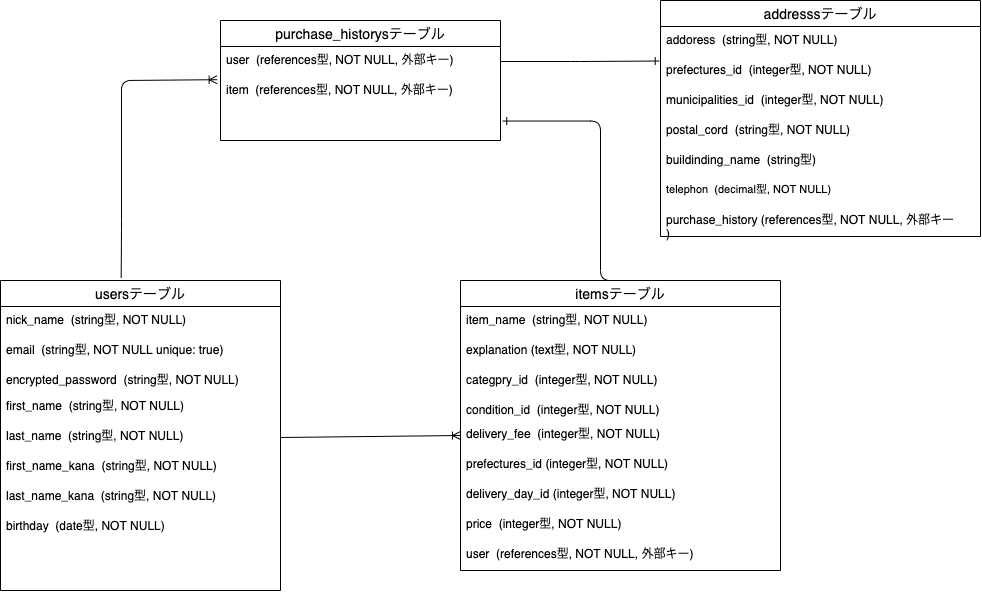 purchase_historysテーブル
user (references型, NOT NULL, 外部キー)
item (references型, NOT NULL, 外部キー)
addresssテーブル
addoress (string型, NOT NULL)
prefectures_id (integer型, NOT NULL)
municipalities_id (integer型, NOT NULL)
postal_cord (string型, NOT NULL)
buildinding_name (string型)
telephon (decimal型, NOT NULL)
purchase_history (references型, NOT NULL, 外部キー
)
usersテーブル
nick_name (string型, NOT NULL)
email (string型, NOT NULL unique: true)
encrypted_password (string型, NOT NULL)
first_name (string型, NOT NULL)
last_name (string型, NOT NULL)
first_name_kana (string型, NOT NULL)
last_name_kana (string型, NOT NULL)
birthday (date型, NOT NULL)
itemsテーブル
item_name (string型, NOT NULL)
explanation (text型, NOT NULL)
categpry_id (integer型, NOT NULL)
condition_id (integer型, NOT NULL)
delivery_fee (integer型, NOT NULL)
prefectures_id (integer型, NOT NULL)
delivery_day_id (integer型, NOT NULL)
price (integer型, NOT NULL)
user (references型, NOT NULL, 外部キー)